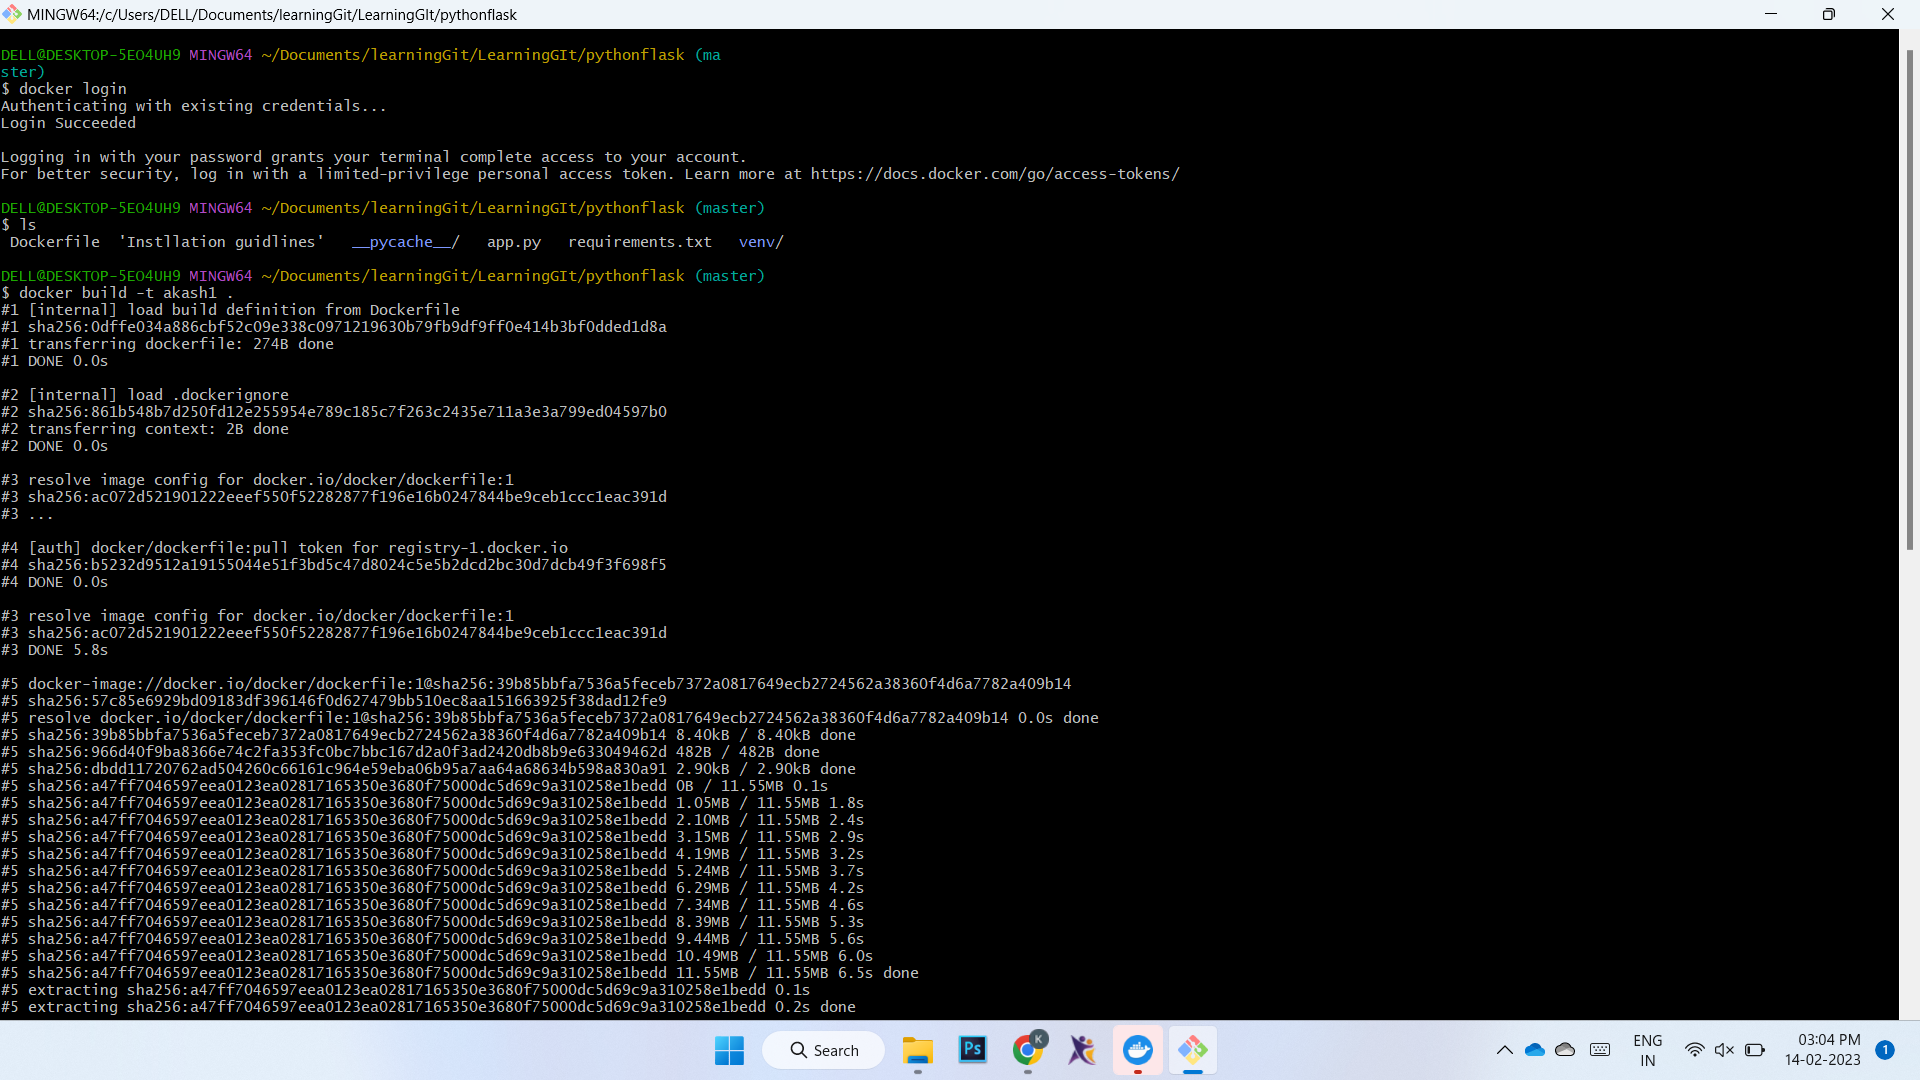 MINGW64:/c/Users/DELL/Documents/learningGit/LearningGIt/pythonflask
DELL@DESKTOP-5EO4UH9 MINGW64 ~/Documents/learningGit/LearningGIt/pythonflask (ma
ster)
$ docker login
Authenticating with existing credentials...
Login Succeeded
Logging in with your password grants your terminal complete access to your account.
For better security, log in with a limited-privilege personal access token. Learn more at https://docs.docker.com/go/access-tokens/
DELL@DESKTOP-5EO4UH9 MINGW64 ~/Documents/learningGit/LearningGIt/pythonflask (master)
$ ls
Dockerfile  'Instllation guidlines'   __pycache__/   app.py   requirements.txt   venv/
DELL@DESKTOP-5EO4UH9 MINGW64 ~/Documents/learningGit/LearningGIt/pythonflask (master)
$ docker build -t akash1 .
#1 [internal] load build definition from Dockerfile
#1 sha256:0dffe034a886cbf52c09e338c0971219630b79fb9df9ff0e414b3bf0dded1d8a
#1 transferring dockerfile: 274B done
#1 DONE 0.0s
#2 [internal] load .dockerignore
#2 sha256:861b548b7d250fd12e255954e789c185c7f263c2435e711a3e3a799ed04597b0
#2 transferring context: 2B done
#2 DONE 0.0s
#3 resolve image config for docker.io/docker/dockerfile:1
#3 sha256:ac072d521901222eeef550f52282877f196e16b0247844be9ceb1ccc1eac391d
#3 ...
#4 [auth] docker/dockerfile:pull token for registry-1.docker.io
#4 sha256:b5232d9512a19155044e51f3bd5c47d8024c5e5b2dcd2bc30d7dcb49f3f698f5
#4 DONE 0.0s
#3 resolve image config for docker.io/docker/dockerfile:1
#3 sha256:ac072d521901222eeef550f52282877f196e16b0247844be9ceb1ccc1eac391d
#3 DONE 5.8s
#5 docker-image://docker.io/docker/dockerfile:1@sha256:39b85bbfa7536a5feceb7372a0817649ecb2724562a38360f4d6a7782a409b14
#5 sha256:57c85e6929bd09183df396146f0d627479bb510ec8aa151663925f38dad12fe9
#5 resolve docker.io/docker/dockerfile:1@sha256:39b85bbfa7536a5feceb7372a0817649ecb2724562a38360f4d6a7782a409b14 0.0s done
#5 sha256:39b85bbfa7536a5feceb7372a0817649ecb2724562a38360f4d6a7782a409b14 8.40kB / 8.40kB done
#5 sha256:966d40f9ba8366e74c2fa353fc0bc7bbc167d2a0f3ad2420db8b9e633049462d 482B / 482B done
#5 sha256:dbdd11720762ad504260c66161c964e59eba06b95a7aa64a68634b598a830a91 2.90kB / 2.90kB done
#5 sha256:a47ff7046597eea0123ea02817165350e3680f75000dc5d69c9a310258e1bedd 0B / 11.55MB 0.1s
#5 sha256:a47ff7046597eea0123ea02817165350e3680f75000dc5d69c9a310258e1bedd 1.05MB / 11.55MB 1.8s
#5 sha256:a47ff7046597eea0123ea02817165350e3680f75000dc5d69c9a310258e1bedd 2.10MB / 11.55MB 2.4s
#5 sha256:a47ff7046597eea0123ea02817165350e3680f75000dc5d69c9a310258e1bedd 3.15MB / 11.55MB 2.9s
#5 sha256:a47ff7046597eea0123ea02817165350e3680f75000dc5d69c9a310258e1bedd 4.19MB / 11.55MB 3.2s
#5 sha256:a47ff7046597eea0123ea02817165350e3680f75000dc5d69c9a310258e1bedd 5.24MB / 11.55MB 3.7s
#5 sha256:a47ff7046597eea0123ea02817165350e3680f75000dc5d69c9a310258e1bedd 6.29MB / 11.55MB 4.2s
#5 sha256:a47ff7046597eea0123ea02817165350e3680f75000dc5d69c9a310258e1bedd 7.34MB / 11.55MB 4.6s
#5 sha256:a47ff7046597eea0123ea02817165350e3680f75000dc5d69c9a310258e1bedd 8.39MB / 11.55MB 5.3s
#5 sha256:a47ff7046597eea0123ea02817165350e3680f75000dc5d69c9a310258e1bedd 9.44MB / 11.55MB 5.6s
#5 sha256:a47ff7046597eea0123ea02817165350e3680f75000dc5d69c9a310258e1bedd 10.49MB / 11.55MB 6.0s
#5 sha256:a47ff7046597eea0123ea02817165350e3680f75000dc5d69c9a310258e1bedd 11.55MB / 11.55MB 6.5s done
#5 extracting sha256:a47ff7046597eea0123ea02817165350e3680f75000dc5d69c9a310258e1bedd 0.1s
#5 extracting sha256:a47ff7046597eea0123ea02817165350e3680f75000dc5d69c9a310258e1bedd 0.2s done
Search
Ps
K
ENG
IN
03:04 PM
14-02-2023
1